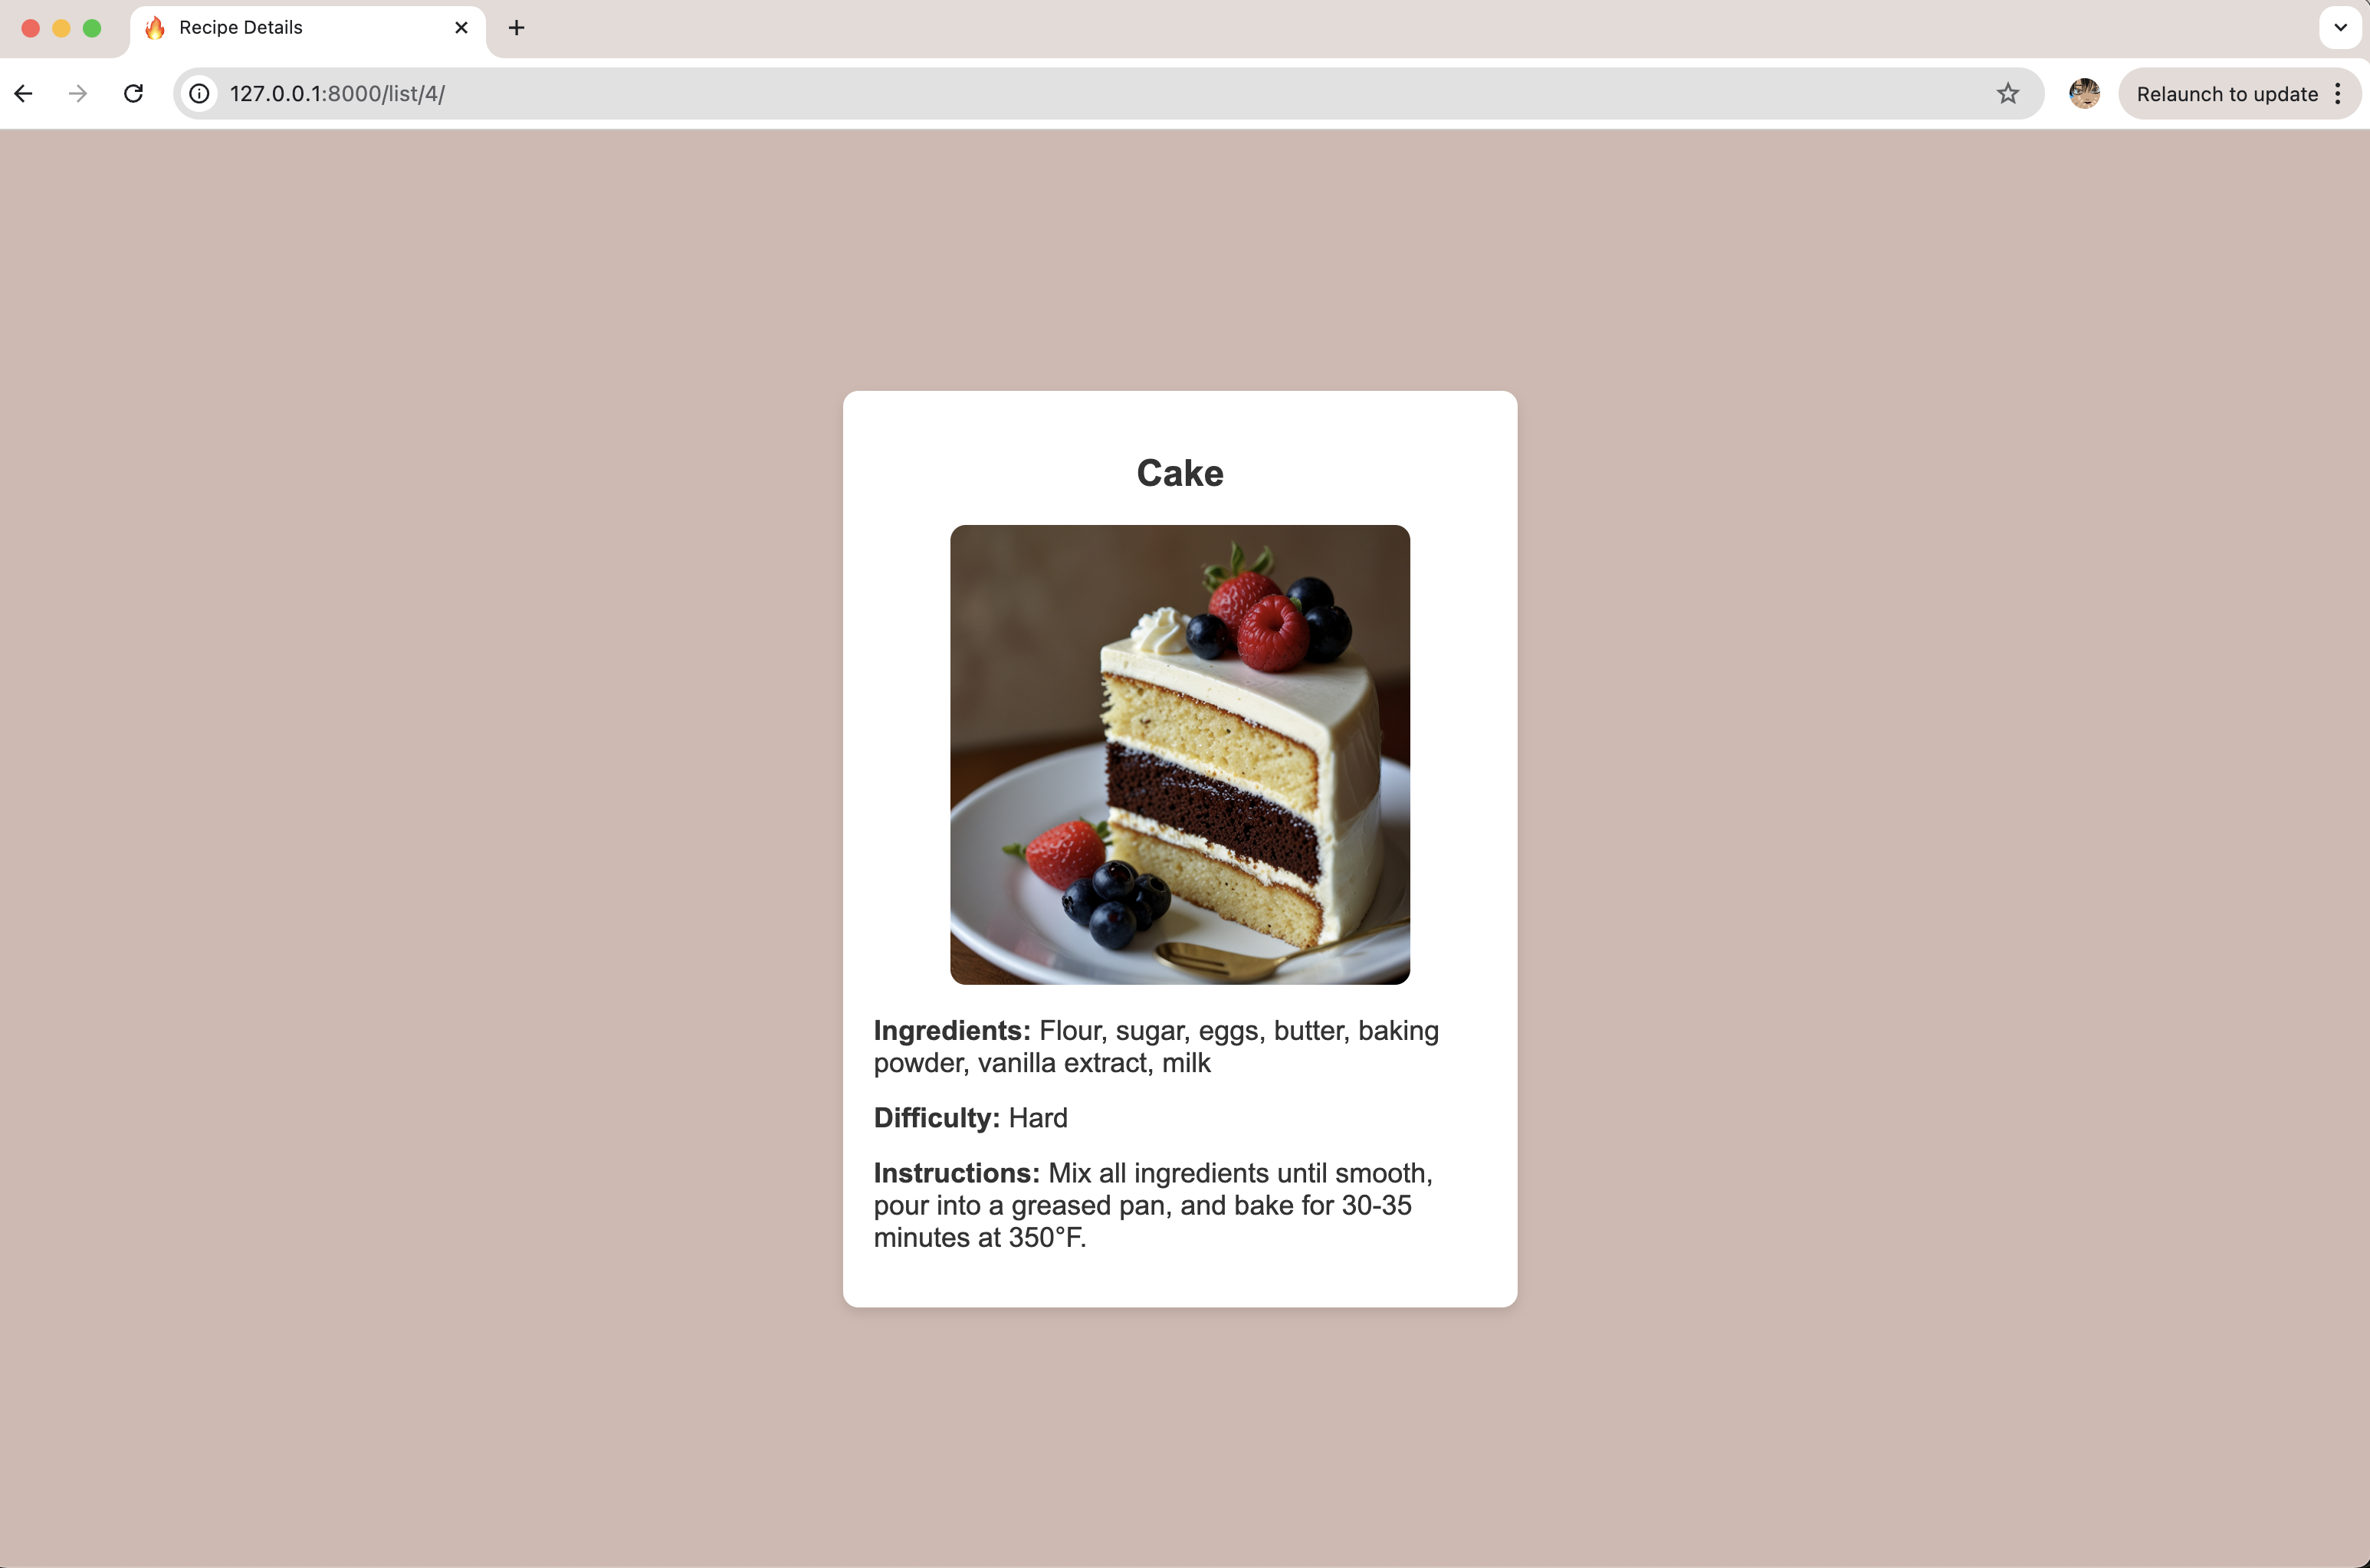 Recipe Details
127.0.0.1:8000/list/4/
Relaunch to update
Cake
Ingredients: Flour, sugar, eggs, butter, baking
powder, vanilla extract, milk
Difficulty: Hard
Instructions: Mix all ingredients until smooth,
pour into a greased pan, and bake for 30-35
minutes at 350°F.